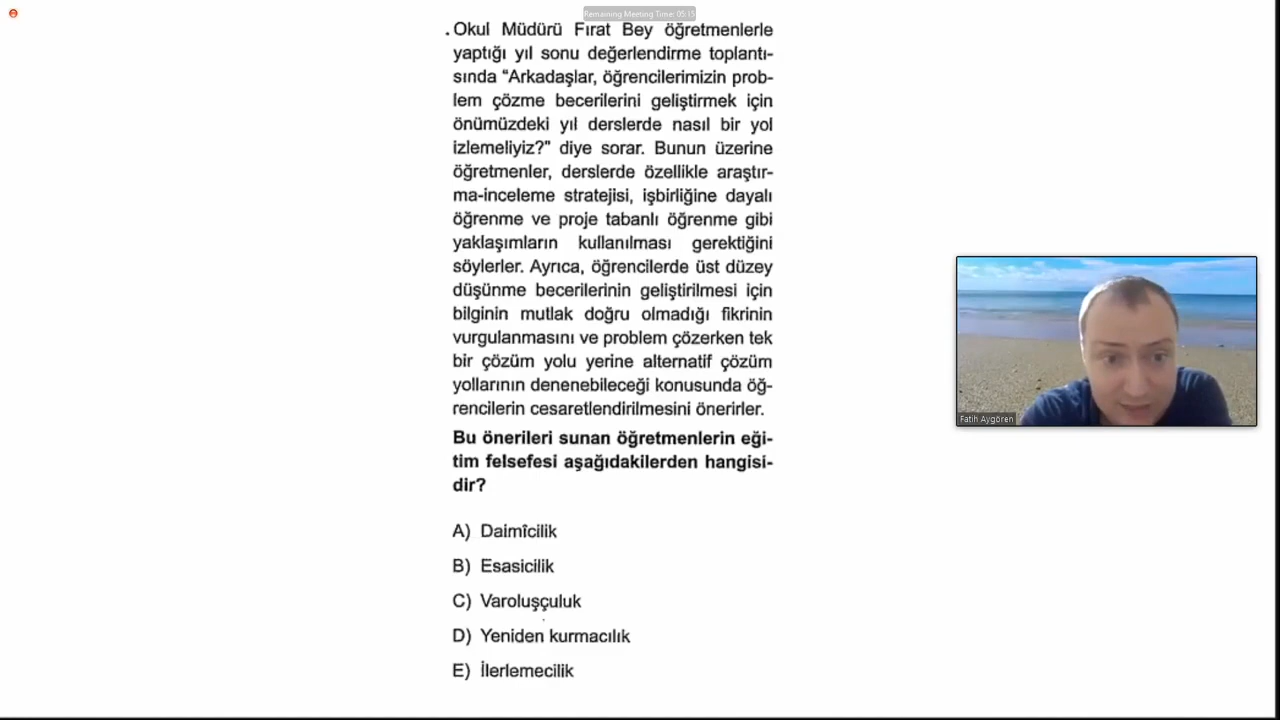 Remaining Meeting Time: 05:15
. Okul Müdürü Fırat Bey öğretmenlerle
yaptığı yıl sonu değerlendirme toplantı-
sında “Arkadaşlar, öğrencilerimizin prob-
lem çözme becerilerini geliştirmek için
önümüzdeki yıl derslerde nasıl bir yol
izlemeliyiz?” diye sorar. Bunun üzerine
öğretmenler, derslerde özellikle araştır-
ma-inceleme stratejisi, işbirliğine dayalı
öğrenme ve proje tabanlı öğrenme gibi
yaklaşımların kullanılması gerektiğini
söylerler. Ayrıca, öğrencilerde üst düzey
düşünme becerilerinin geliştirilmesi için
bilginin mutlak doğru olmadığı fikrinin
vurgulanmasını ve problem çözerken tek
bir çözüm yolu yerine alternatif çözüm
yollarının denenebileceği konusunda öğ-
rencilerin cesaretlendirilmesini önerirler.
Bu önerileri sunan öğretmenlerin eği-
tim felsefesi aşağıdakilerden hangisi-
dir?
A) Daimîcilik
B) Esasicilik
C) Varoluşçuluk
D) Yeniden kurmacılık
E) İlerlemecilik
Fatih Aygören